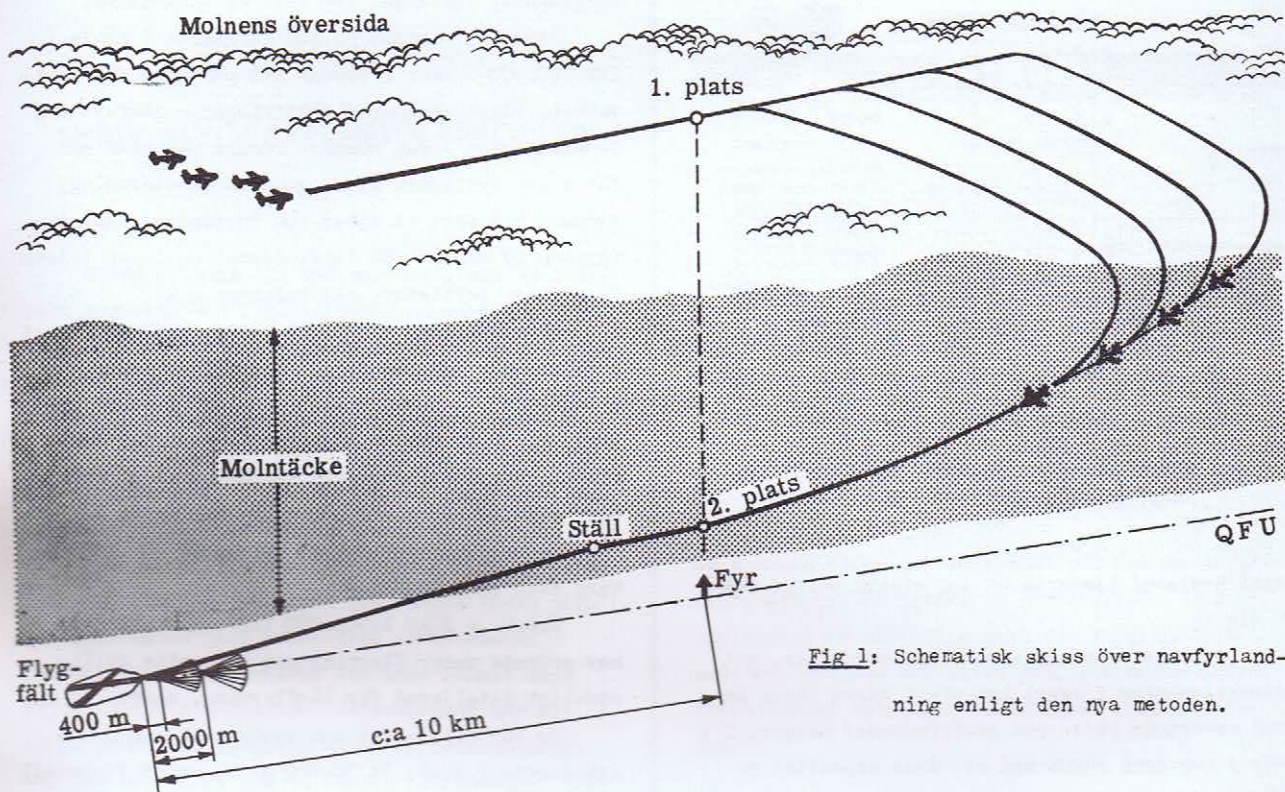 Molnens översida
1. plats
Molntäcke
Ställ
2. plats
QFU
Fyr
Flyg-
fält
400 m
2000 m
c:a 10 km
Fig 1: Schematisk skiss över navfyrland-
ning enligt den nya metoden.